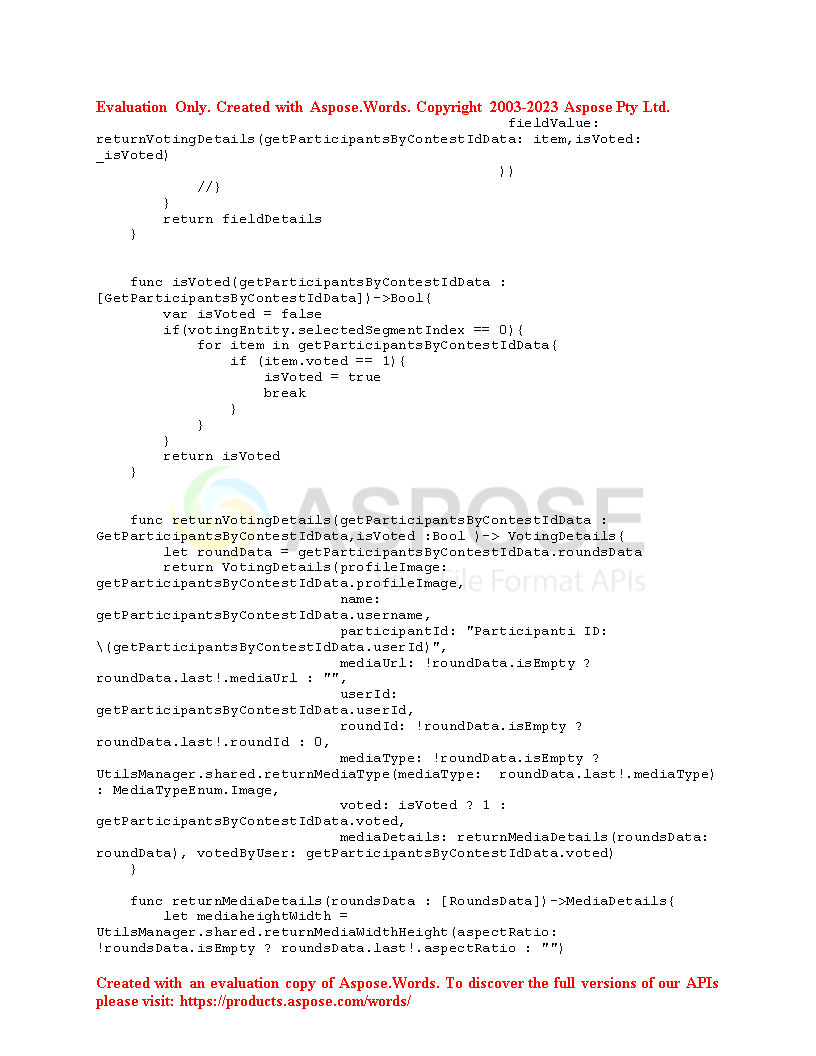 Evaluation Only. Created with Aspose.Words. Copyright 2003-2023 Aspose Pty Ltd.
fieldValue:
returnVotingDetails(getParticipantsByContestIdData: item,isVoted:
_isVoted)
))
//}
}
return fieldDetails
}
func isVoted(getParticipantsByContestIdData :
[GetParticipantsByContestIdData])->Bool{
var isVoted = false
if(votingEntity.selectedSegmentIndex == 0){
for item in getParticipantsByContestIdData{
if (item.voted == 1){
isVoted = true
break
}
}
}
return isVoted
}
ASPOSE
func returnVotingDetails(getParticipantsByContestIdData :
GetParticipantsByContestIdData,isVoted :Bool )-> VotingDetails{
let roundData = getParticipantsByContestIdData.roundsData
return VotingDetails(profileImage:
getParticipantsByContestIdData.profileImage,
File Format APIs
name:
getParticipantsByContestIdData.username,
participantId: "Participanti ID:
\(getParticipantsByContestIdData.userId)",
mediaUrl: !roundData.isEmpty ?
roundData.last!.mediaUrl : "",
userId:
getParticipantsByContestIdData.userId,
roundId: !roundData.isEmpty ?
roundData.last!.roundId : 0,
mediaType: !roundData.isEmpty ?
UtilsManager.shared.returnMediaType(mediaType:  roundData.last!.mediaType)
: MediaTypeEnum.Image,
voted: isVoted ? 1 :
getParticipantsByContestIdData.voted,
mediaDetails: returnMediaDetails(roundsData:
roundData), votedByUser: getParticipantsByContestIdData.voted)
}
func returnMediaDetails(roundsData : [RoundsData])->MediaDetails{
let mediaheightWidth =
UtilsManager.shared.returnMediaWidthHeight(aspectRatio:
!roundsData.isEmpty ? roundsData.last!.aspectRatio : "")
Created with an evaluation copy of Aspose.Words. To discover the full versions of our APIs
please visit: https://products.aspose.com/words/